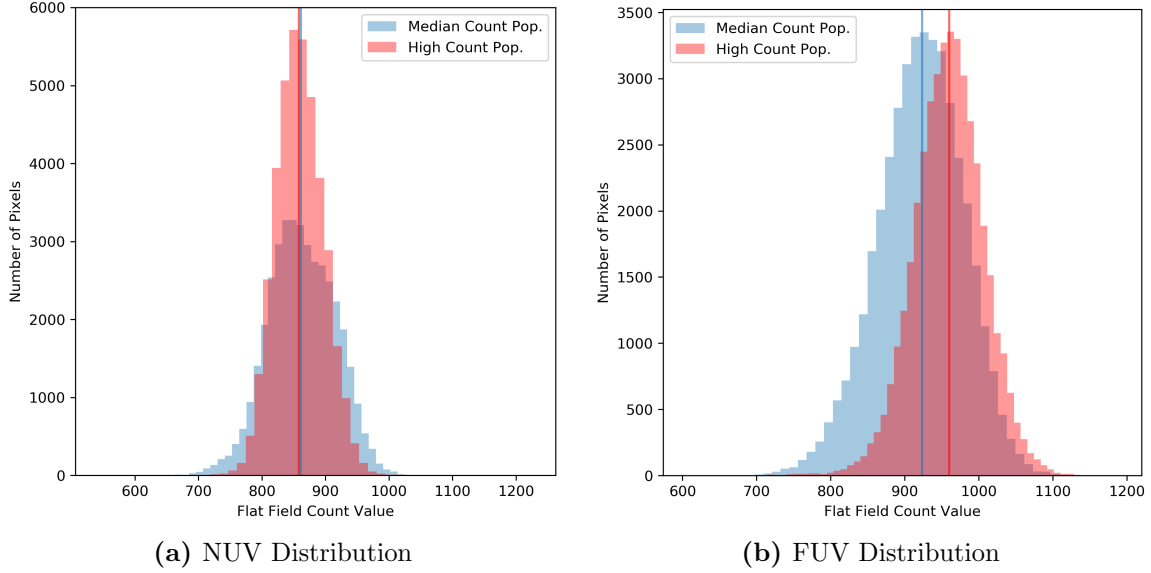 6000
5000
4000
3000
2000
1000
0
Number of Pixels
Median Count Pop.
High Count Pop.
600 700 800 900 1000 1100 1200
Flat Field Count Value
(a) NUV Distribution
3500
3000
2500
2000
1500
1000
500
0
Number of Pixels
Median Count Pop.
High Count Pop.
600 700 800 900 1000 1100 1200
Flat Field Count Value
(b) FUV Distribution